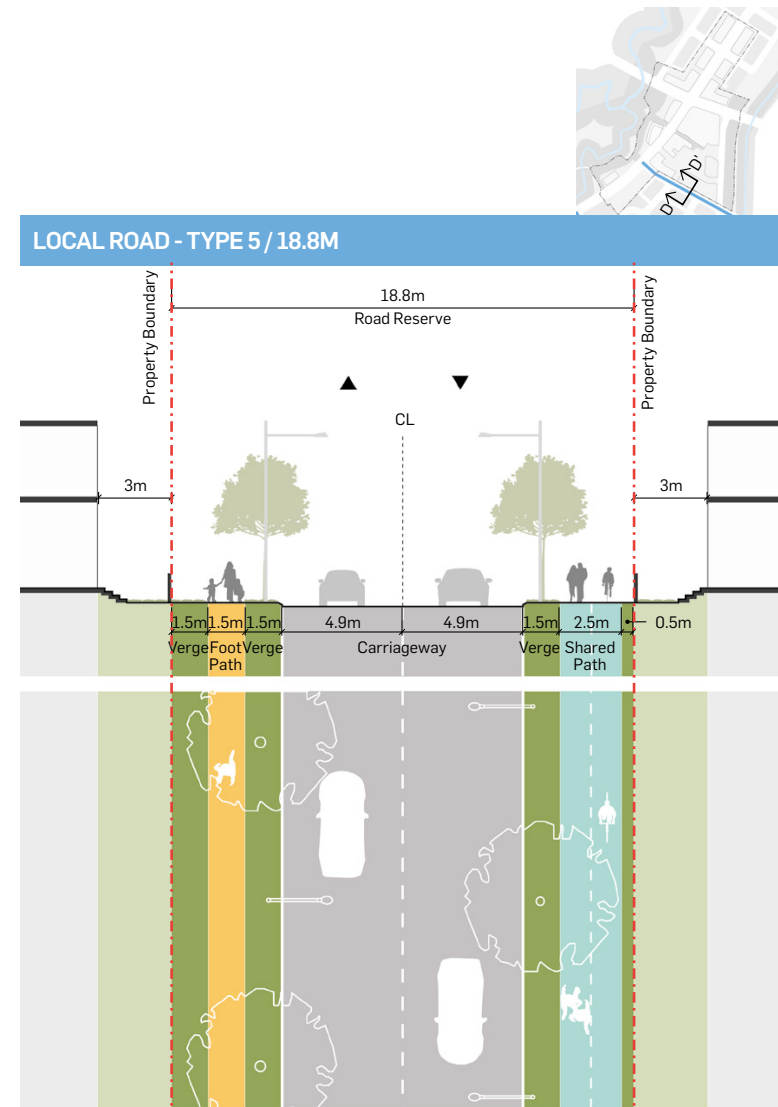 D
D'
LOCAL ROAD - TYPE 5 / 18.8M
Property Boundary
18.8m
Road Reserve
Property Boundary
CL
3m
3m
1.5m 1.5m 1.5m 4.9m 4.9m 1.5m 2.5m 0.5m
Verge Foot Verge Carriageway Verge Shared
Path Path